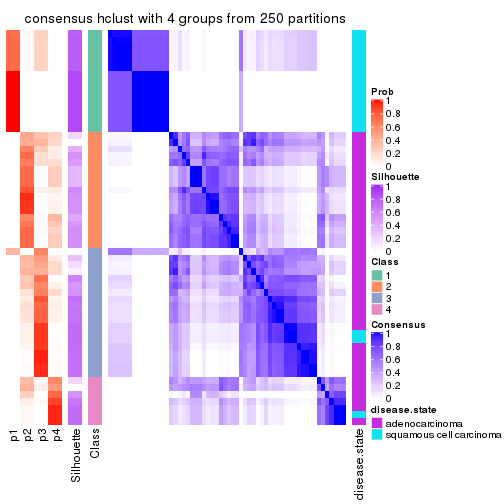 consensus hclust with 4 groups from 250 partitions
Prob
1
0.8
0.6
0.4
0.2
0
Silhouette
1
0.8
0.6
0.4
0.2
0
Class
1
2
3
4
Consensus
1
0.8
0.6
0.4
0.2
0
disease.state
adenocarcinoma
squamous cell carcinoma
p1
p2
p3
p4
Silhouette
Class
disease.state